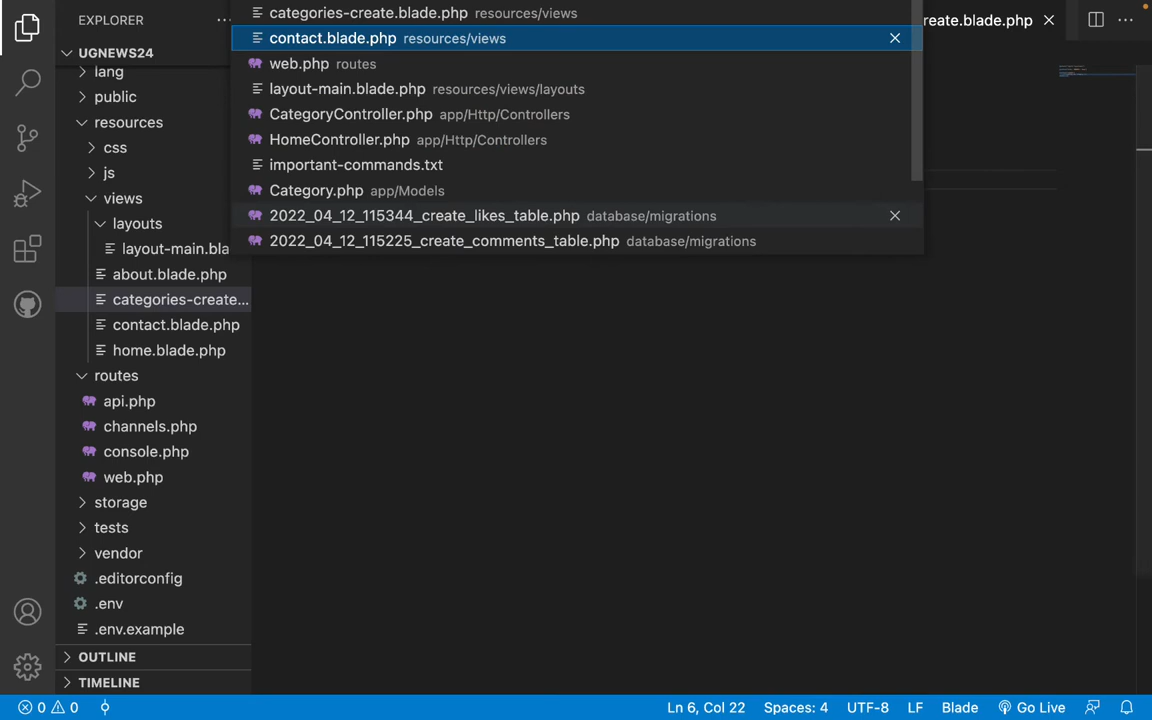 EXPLORER
UGNEWS24
lang
public
resources
css
js
views
layouts
layout-main.bla
about.blade.php
categories-create...
contact.blade.php
home.blade.php
routes
api.php
channels.php
console.php
web.php
storage
tests
vendor
.editorconfig
.env
.env.example
OUTLINE
TIMELINE
categories-create.blade.php resources/views
contact.blade.php resources/views
web.php routes
layout-main.blade.php resources/views/layouts
CategoryController.php app/Http/Controllers
HomeController.php app/Http/Controllers
important-commands.txt
Category.php app/Models
2022_04_12_115344_create_likes_table.php database/migrations
2022_04_12_115225_create_comments_table.php database/migrations
reate.blade.php
0 0
Ln 6, Col 22 Spaces: 4 UTF-8 LF Blade Go Live